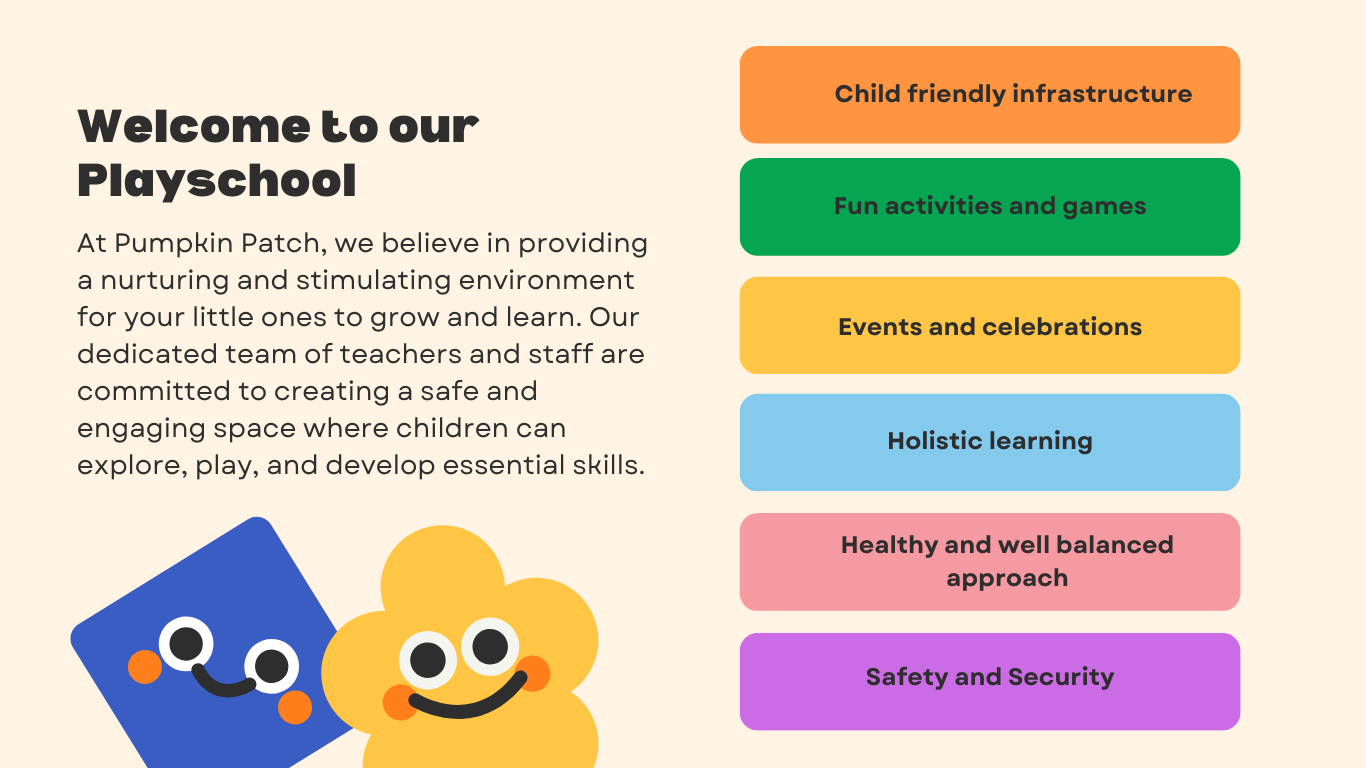 Welcome to our
Playschool
At Pumpkin Patch, we believe in providing
a nurturing and stimulating environment
for your little ones to grow and learn. Our
dedicated team of teachers and staff are
committed to creating a safe and
engaging space where children can
explore, play, and develop essential skills.
Child friendly infrastructure
Fun activities and games
Events and celebrations
Holistic learning
Healthy and well balanced
approach
Safety and Security